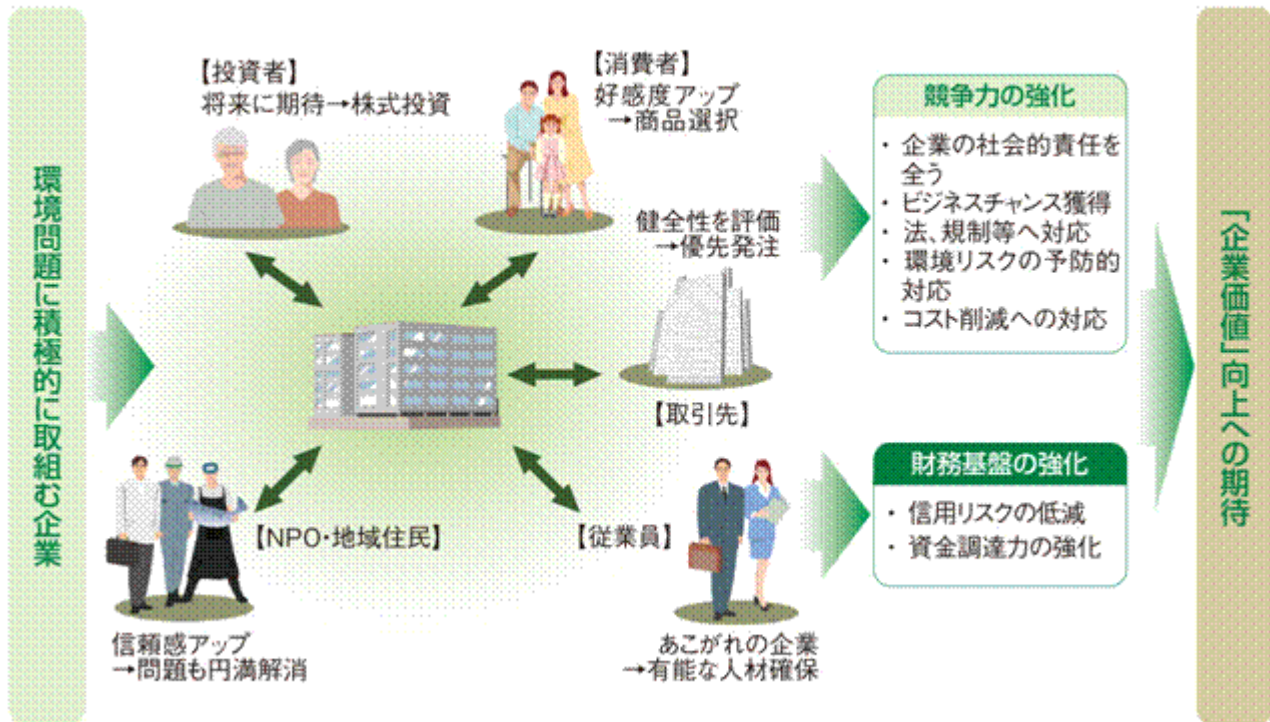 環境問題に積極的に取組む企業
【投資者】
将来に期待→株式投資
【消費者】
好感度アップ
→商品選択
健全性を評価
→優先発注
【取引先】
【NPO・地域住民】
信頼感アップ
→問題も円満解消
【従業員】
あこがれの企業
→有能な人材確保
競争力の強化
・ 企業の社会的責任を
全う
・ ビジネスチャンス獲得
・ 法、規制等へ対応
・ 環境リスクの予防的
対応
・ コスト削減への対応
財務基盤の強化
・ 信用リスクの低減
・ 資金調達力の強化
「企業価値」向上への期待